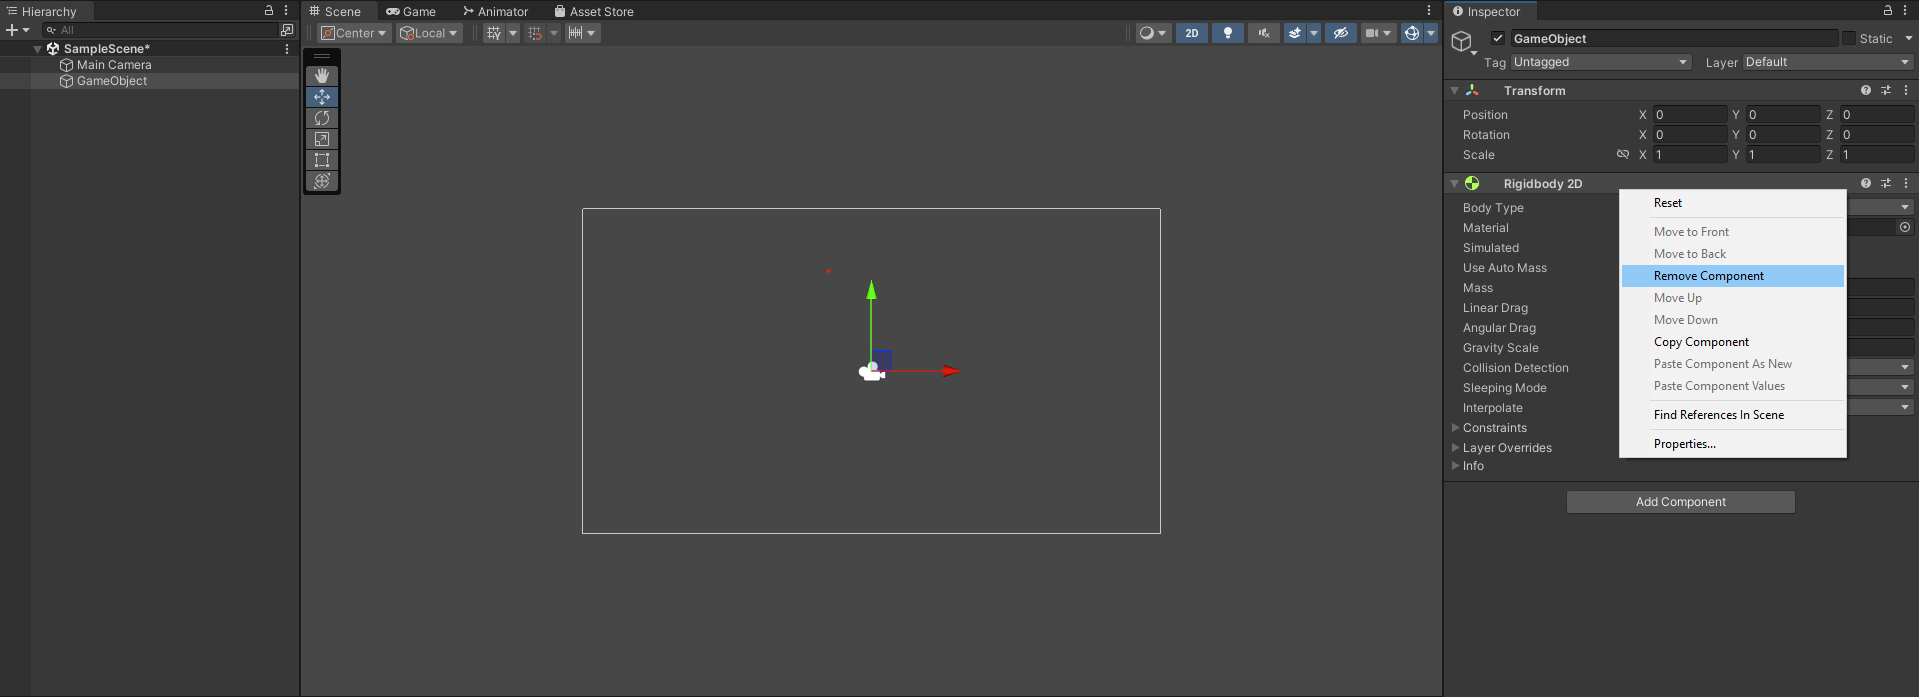 Hierarchy
All
SampleScene*
Main Camera
GameObject
Scene Game Animator Asset Store
Center Local 2D
Inspector
GameObject Static
Tag Untagged Layer Default
Transform
Position X 0 Y 0 Z 0
Rotation X 0 Y 0 Z 0
Scale X 1 Y 1 Z 1
Rigidbody 2D
Body Type
Material
Simulated
Use Auto Mass
Mass
Linear Drag
Angular Drag
Gravity Scale
Collision Detection
Sleeping Mode
Interpolate
Constraints
Layer Overrides
Info
Reset
Move to Front
Move to Back
Remove Component
Move Up
Move Down
Copy Component
Paste Component As New
Paste Component Values
Find References In Scene
Properties...
Add Component